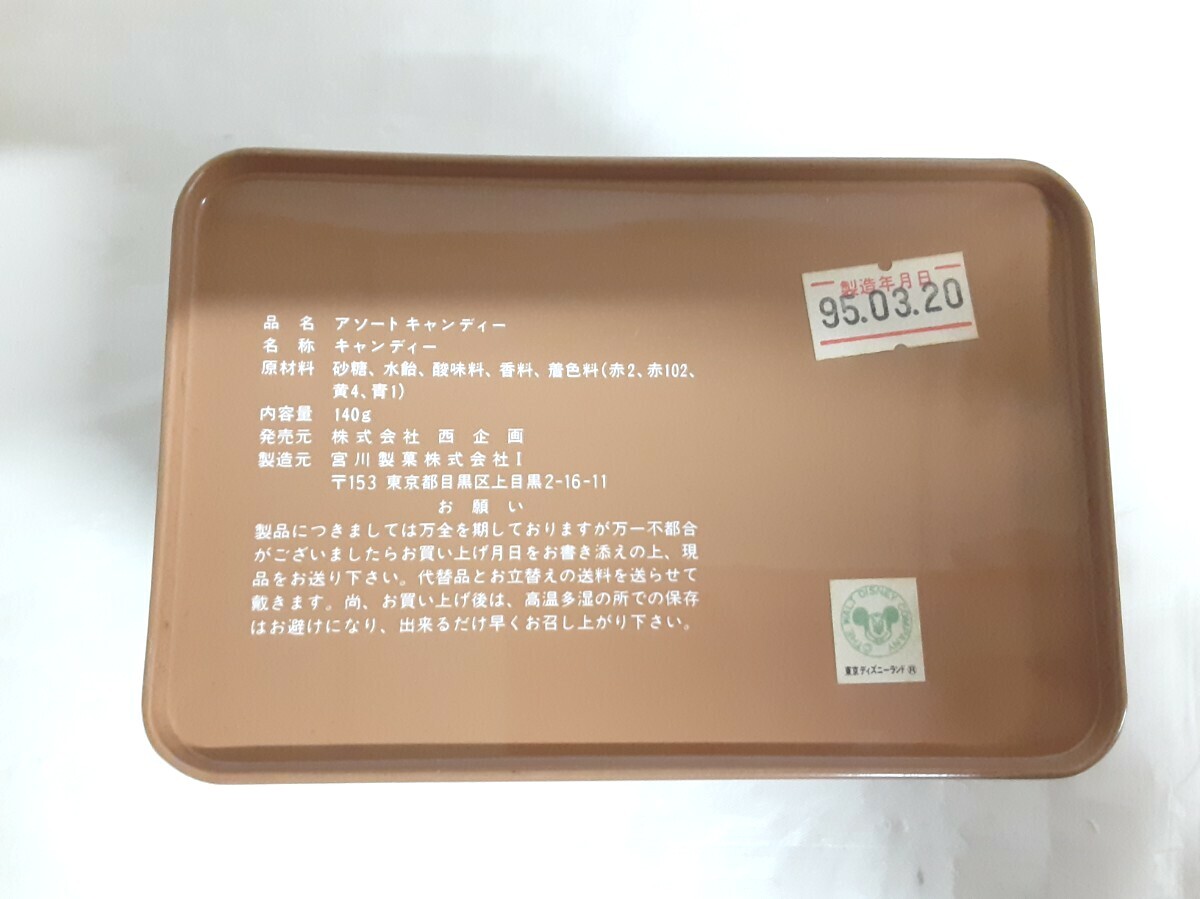 品 名 アソートキャンディー
名 称 キャンディー
原材料 砂糖、水飴、酸味料、香料、着色料(赤2、赤102、
黄4、青1)
内容量 140g
発売元 株式会社 西企画
製造元 宮川製菓株式会社I
〒153 東京都目黒区上目黒2-16-11
お願い
製品につきましては万全を期しておりますが万一不都合
がございましたらお買い上げ月日をお書き添えの上、現
品をお送り下さい。代替品とお立替えの送料を送らせて
戴きます。尚、お買い上げ後は、高温多湿の所での保存
はお避けになり、出来るだけ早くお召し上がり下さい。
製造年月日
95.03.20
©THE WALT DISNEY COMPANY
東京ディズニーランド Ⓡ